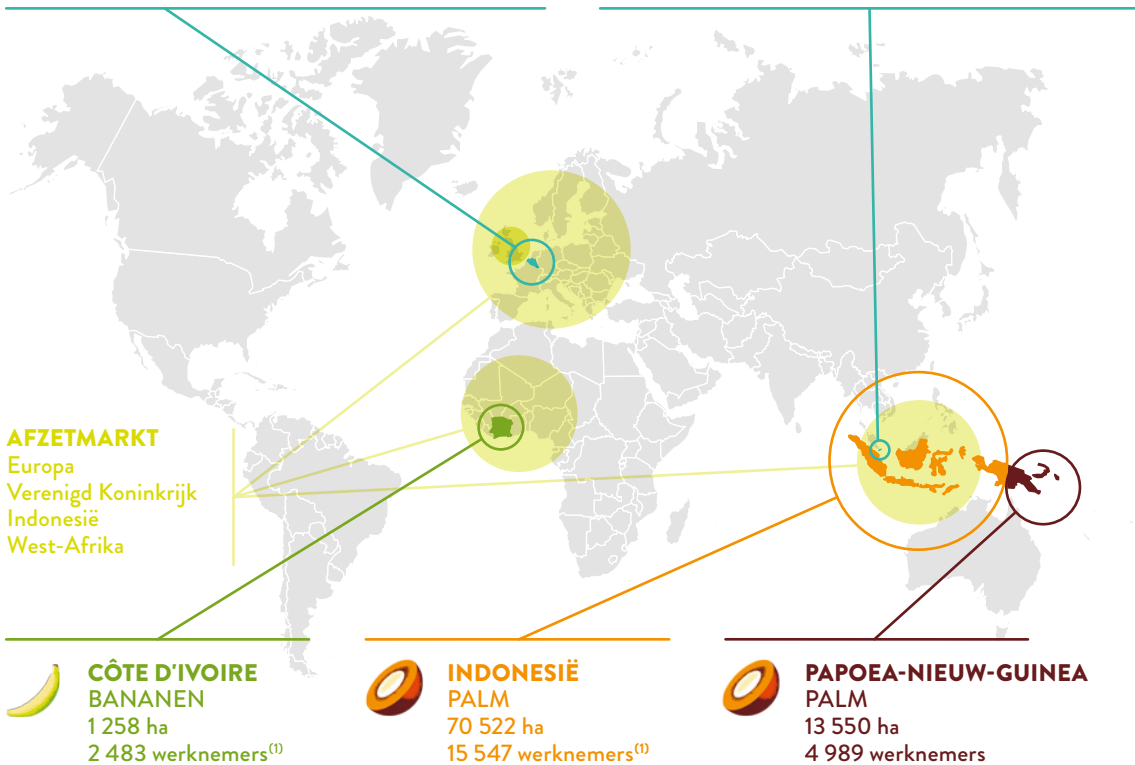 AFZETMARKT
Europa
Verenigd Koninkrijk
Indonesië
West-Afrika
CÔTE D'IVOIRE
BANANEN
1 258 ha
2 483 werknemers(1)
INDONESIË
PALM
70 522 ha
15 547 werknemers(1)
PAPOEA-NIEUW-GUINEA
PALM
13 550 ha
4 989 werknemers